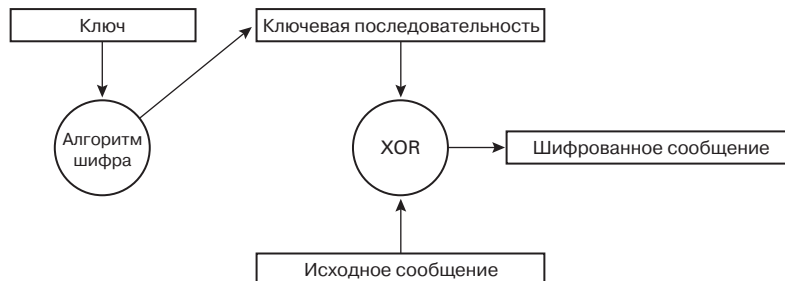 Ключ
Ключевая последовательность
Алгоритм
шифра
XOR
Шифрованное сообщение
Исходное сообщение